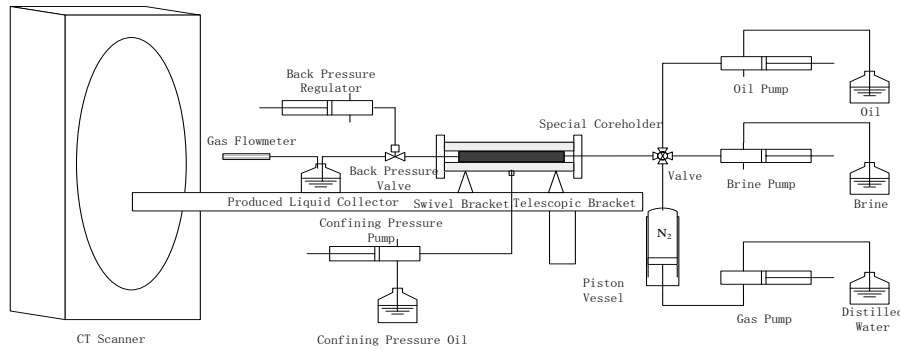 Back Pressure
Regulator
Gas Flowmeter
Special Coreholder
Oil Pump
Oil
Back Pressure
Valve
Valve
Brine Pump
Brine
Produced Liquid Collector
Swivel Bracket
Telescopic Bracket
Confining Pressure
Pump
N2
Piston
Vessel
Gas Pump
Distilled
Water
CT Scanner
Confining Pressure Oil